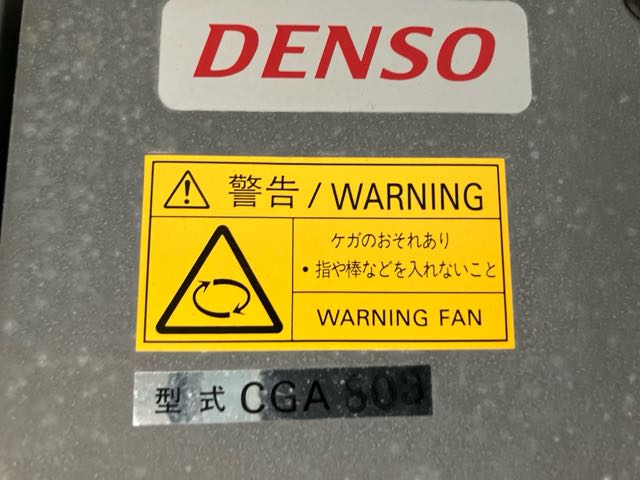 DENSO
警告 / WARNING
ケガのおそれあり
・指や棒などを入れないこと
WARNING FAN
型式 CGA 803